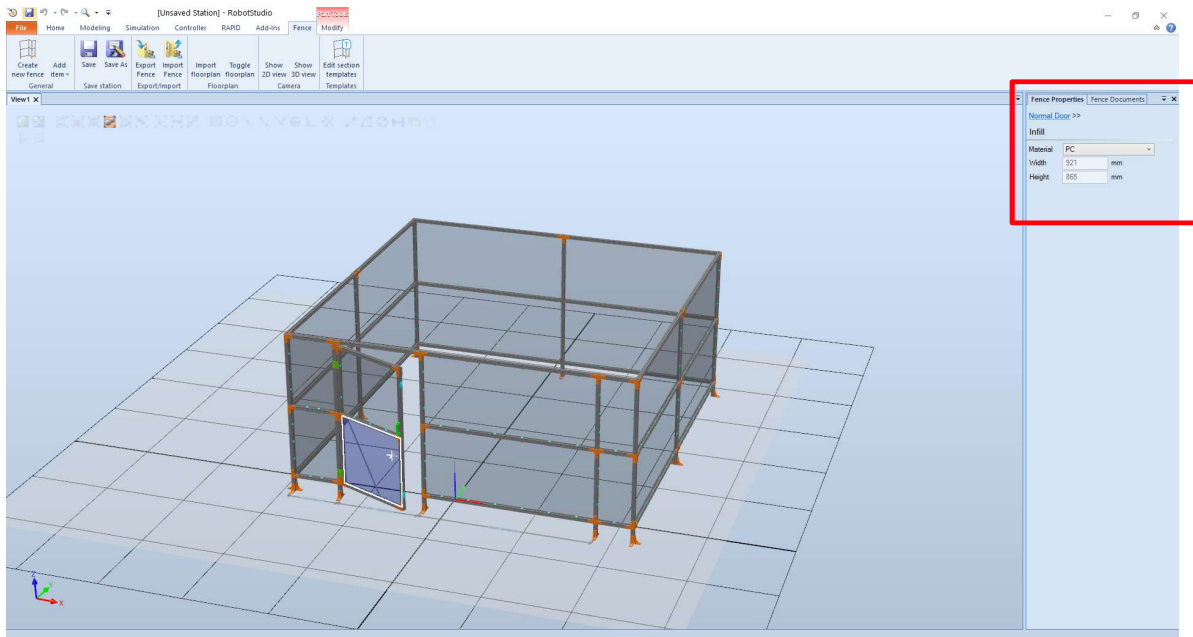 [Unsaved Station] - RobotStudio
Part Tools
File Home Modeling Simulation Controller RAPID Add-Ins Fence Modify
Create new fence
Add item
Save
Save As
Export Fence
Import Fence
Import floorplan
Toggle floorplan
Show 2D view
Show 3D view
Edit section templates
General Save station Export/Import Floorplan Camera Templates
View1 X
Fence Properties Fence Documents
Normal Door >>
Infill
Material PC
Width 921 mm
Height 865 mm
Z
Y
X